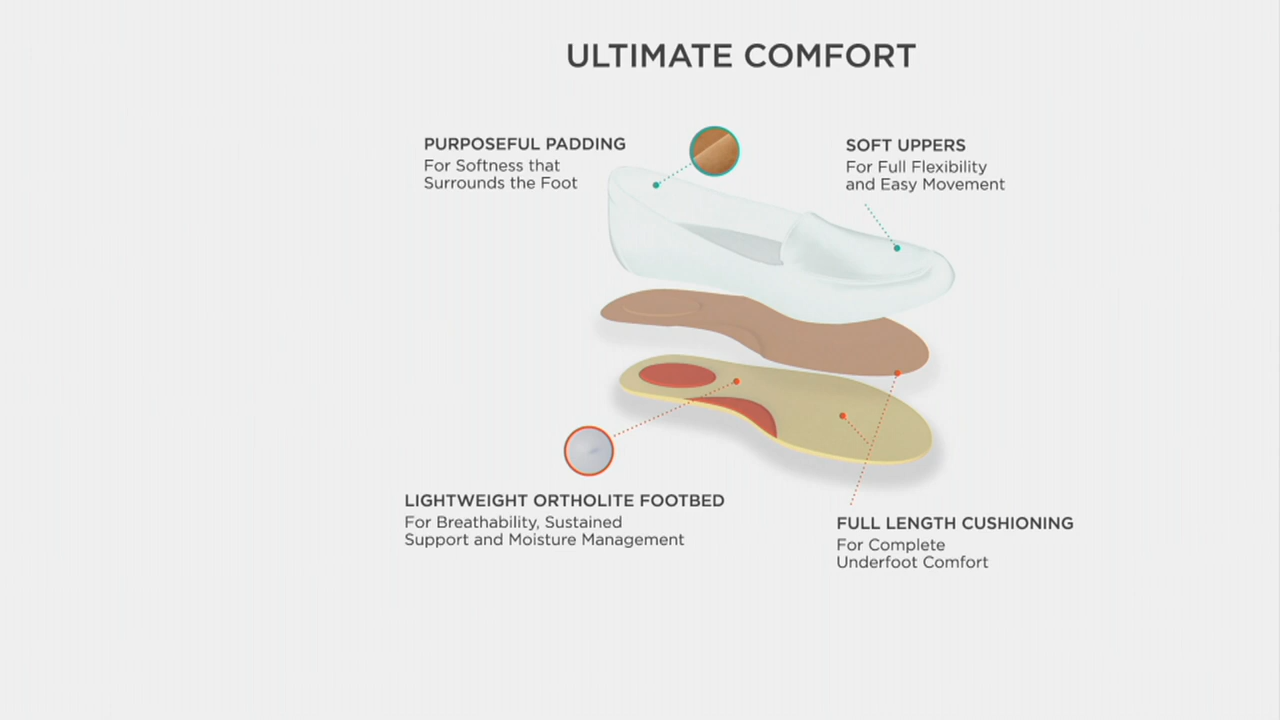 ULTIMATE COMFORT
PURPOSEFUL PADDING
For Softness that
Surrounds the Foot
SOFT UPPERS
For Full Flexibility
and Easy Movement
LIGHTWEIGHT ORTHOLITE FOOTBED
For Breathability, Sustained
Support and Moisture Management
FULL LENGTH CUSHIONING
For Complete
Underfoot Comfort